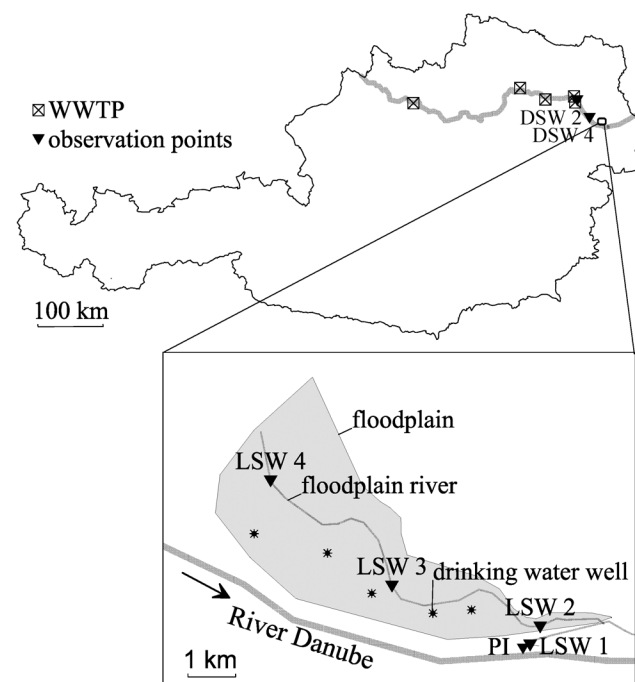 WWTP
observation points
DSW 2
DSW 4
100 km
floodplain
LSW 4
floodplain river
LSW 3
drinking water well
LSW 2
PI
LSW 1
River Danube
1 km